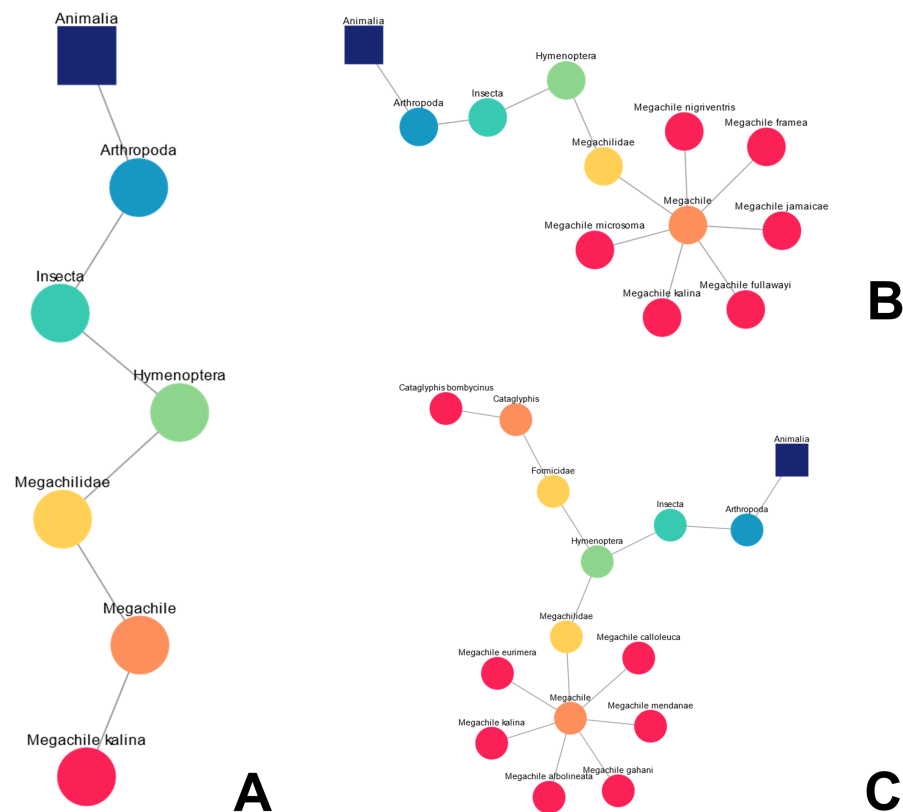 Animalia
Arthropoda
Insecta
Hymenoptera
Megachilidae
Megachile
Megachile kalina
A
Animalia
Arthropoda
Insecta
Hymenoptera
Megachilidae
Megachile
Megachile nigriventris
Megachile framea
Megachile jamaicae
Megachile fullawayi
Megachile kalina
Megachile microsoma
B
Cataglyphis bombycinus
Cataglyphis
Formicidae
Hymenoptera
Insecta
Arthropoda
Animalia
Megachilidae
Megachile
Megachile calloleuca
Megachile mendanae
Megachile gahani
Megachile albolineata
Megachile kalina
Megachile eurimera
C